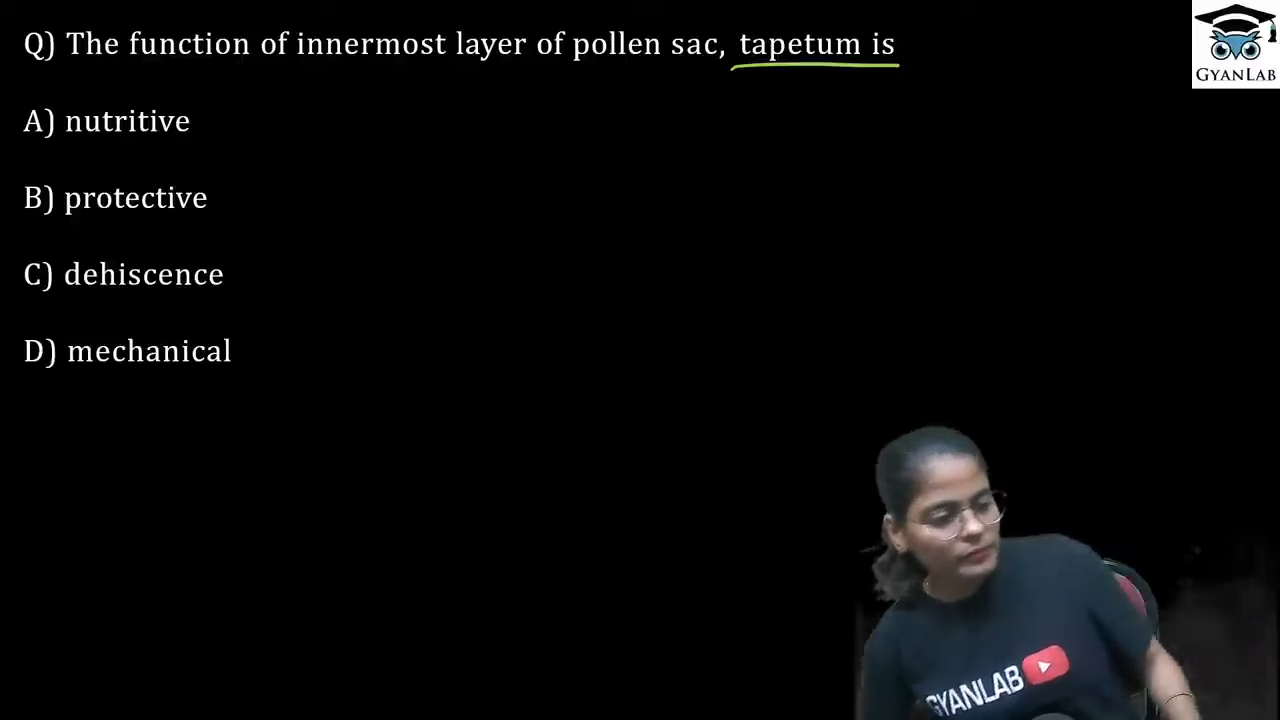 Q) The function of innermost layer of pollen sac, tapetum is
GYANLAB
A) nutritive
B) protective
C) dehiscence
D) mechanical
GYANLAB